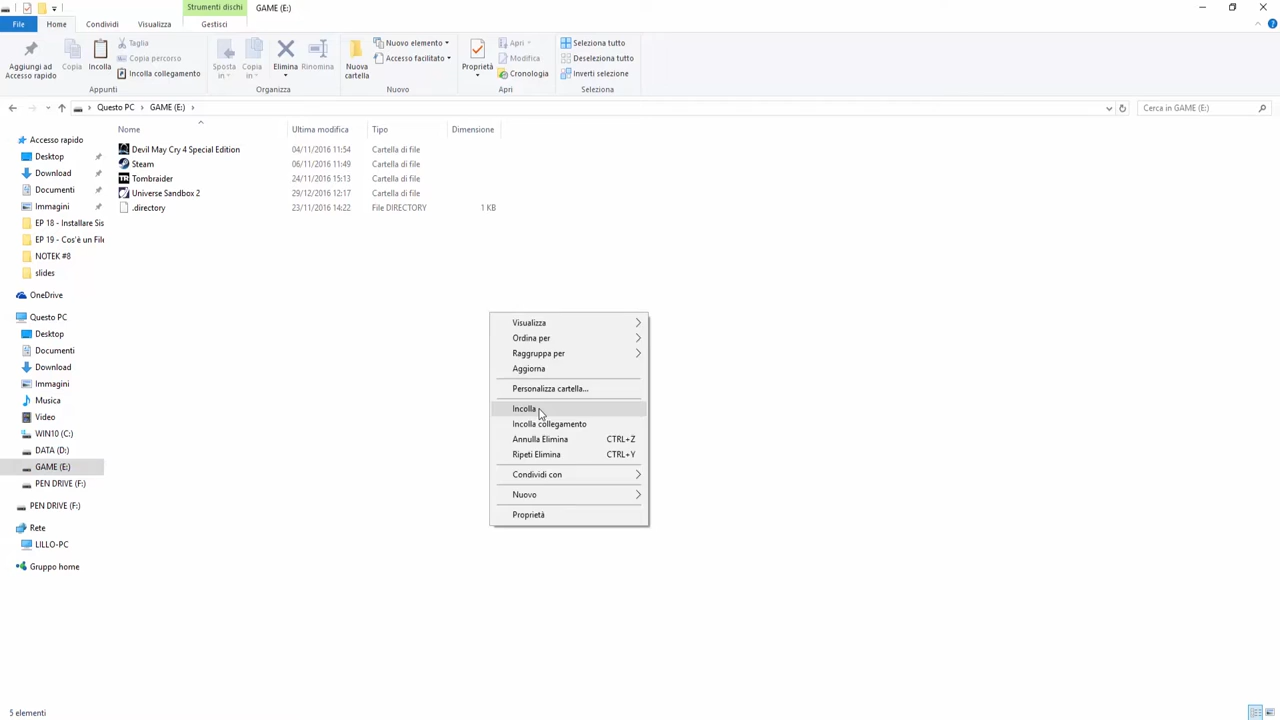 Strumenti dischi
GAME (E:)
File
Home
Condividi
Visualizza
Gestisci
Aggiungi ad
Accesso rapido
Copia
Incolla
Taglia
Copia percorso
Incolla collegamento
Appunti
Sposta
in
Copia
in
Elimina
Rinomina
Organizza
Nuova
cartella
Nuovo elemento
Accesso facilitato
Nuovo
Proprietà
Apri
Modifica
Cronologia
Apri
Seleziona tutto
Deseleziona tutto
Inverti selezione
Seleziona
Questo PC > GAME (E:) >
Cerca in GAME (E:)
Nome
Ultima modifica
Tipo
Dimensione
Devil May Cry 4 Special Edition 04/11/2016 11:54 Cartella di file
Steam 06/11/2016 11:49 Cartella di file
Tombraider 24/11/2016 15:13 Cartella di file
Universe Sandbox 2 29/12/2016 12:17 Cartella di file
.directory 23/11/2016 14:22 File DIRECTORY 1 KB
Accesso rapido
Desktop
Download
Documenti
Immagini
EP 18 - Installare Sis
EP 19 - Cos'è un File
NOTEK #8
slides
OneDrive
Questo PC
Desktop
Documenti
Download
Immagini
Musica
Video
WIN10 (C:)
DATA (D:)
GAME (E:)
PEN DRIVE (F:)
PEN DRIVE (F:)
Rete
LILLO-PC
Gruppo home
Visualizza
Ordina per
Raggruppa per
Aggiorna
Personalizza cartella...
Incolla
Incolla collegamento
Annulla Elimina CTRL+Z
Ripeti Elimina CTRL+Y
Condividi con
Nuovo
Proprietà
5 elementi